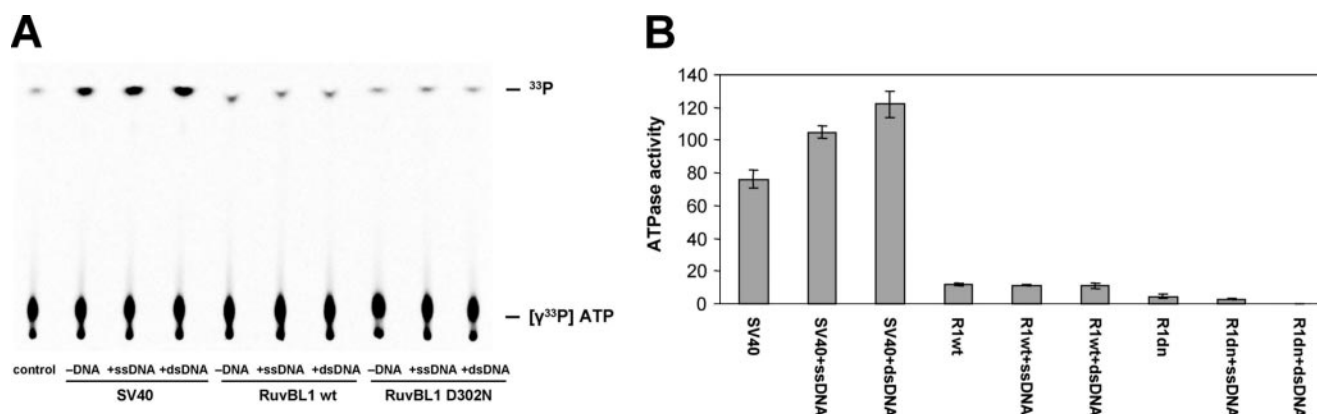 A
³³P
[γ³³P] ATP
control –DNA +ssDNA +dsDNA –DNA +ssDNA +dsDNA –DNA +ssDNA +dsDNA
SV40 RuvBL1 wt RuvBL1 D302N
B
ATPase activity
140
120
100
80
60
40
20
0
SV40
SV40+ssDNA
SV40+dsDNA
R1wt
R1wt+ssDNA
R1wt+dsDNA
R1dn
R1dn+ssDNA
R1dn+dsDNA